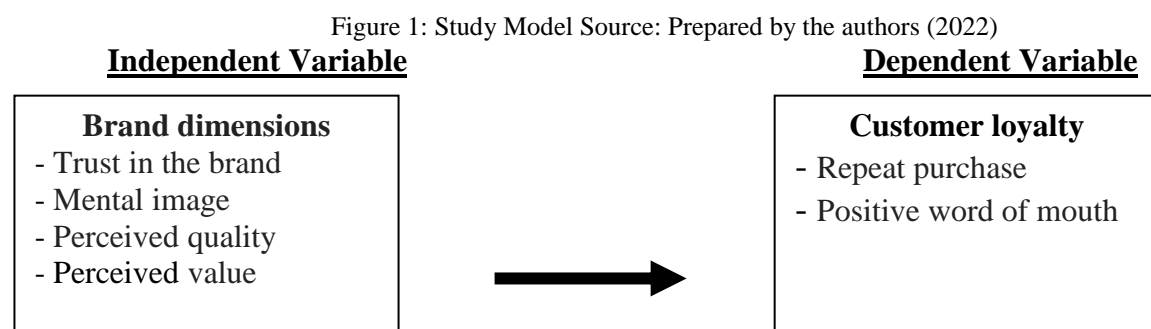 Figure 1: Study Model Source: Prepared by the authors (2022)
Independent Variable
Dependent Variable
Brand dimensions
- Trust in the brand
- Mental image
- Perceived quality
- Perceived value
Customer loyalty
- Repeat purchase
- Positive word of mouth